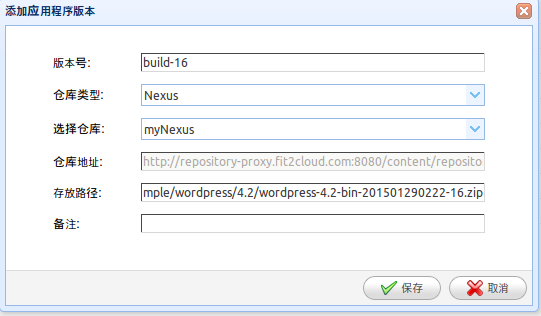 添加应用程序版本
版本号: build-16
仓库类型: Nexus
选择仓库: myNexus
仓库地址: http://repository-proxy.fit2cloud.com:8080/content/reposito
存放路径: mple/wordpress/4.2/wordpress-4.2-bin-201501290222-16.zip
备注:
保存 取消